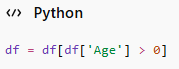 </> Python
df = df[df['Age'] > 0]